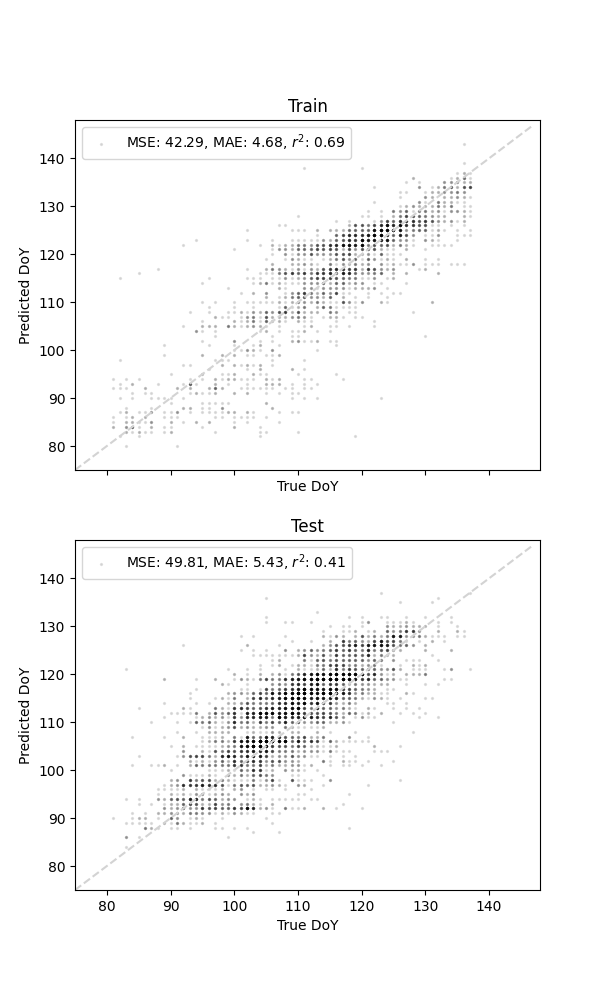 Train
MSE: 42.29, MAE: 4.68, r²: 0.69
140
130
120
110
100
90
80
Predicted DoY
True DoY
Test
MSE: 49.81, MAE: 5.43, r²: 0.41
140
130
120
110
100
90
80
Predicted DoY
80 90 100 110 120 130 140
True DoY